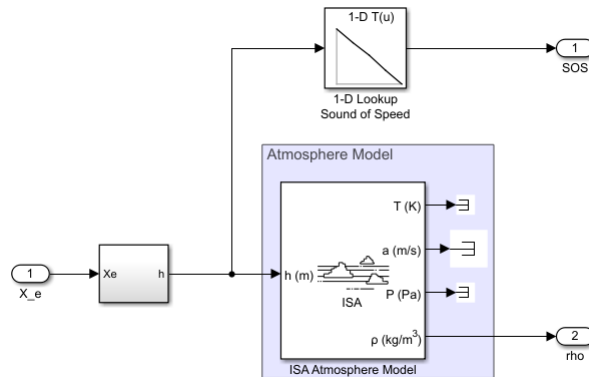 1-D T(u)
1-D Lookup
Sound of Speed
1
SOS
Atmosphere Model
T (K)
a (m/s)
h (m)
ISA
P (Pa)
ρ (kg/m³)
ISA Atmosphere Model
1
X_e
Xe
h
2
rho